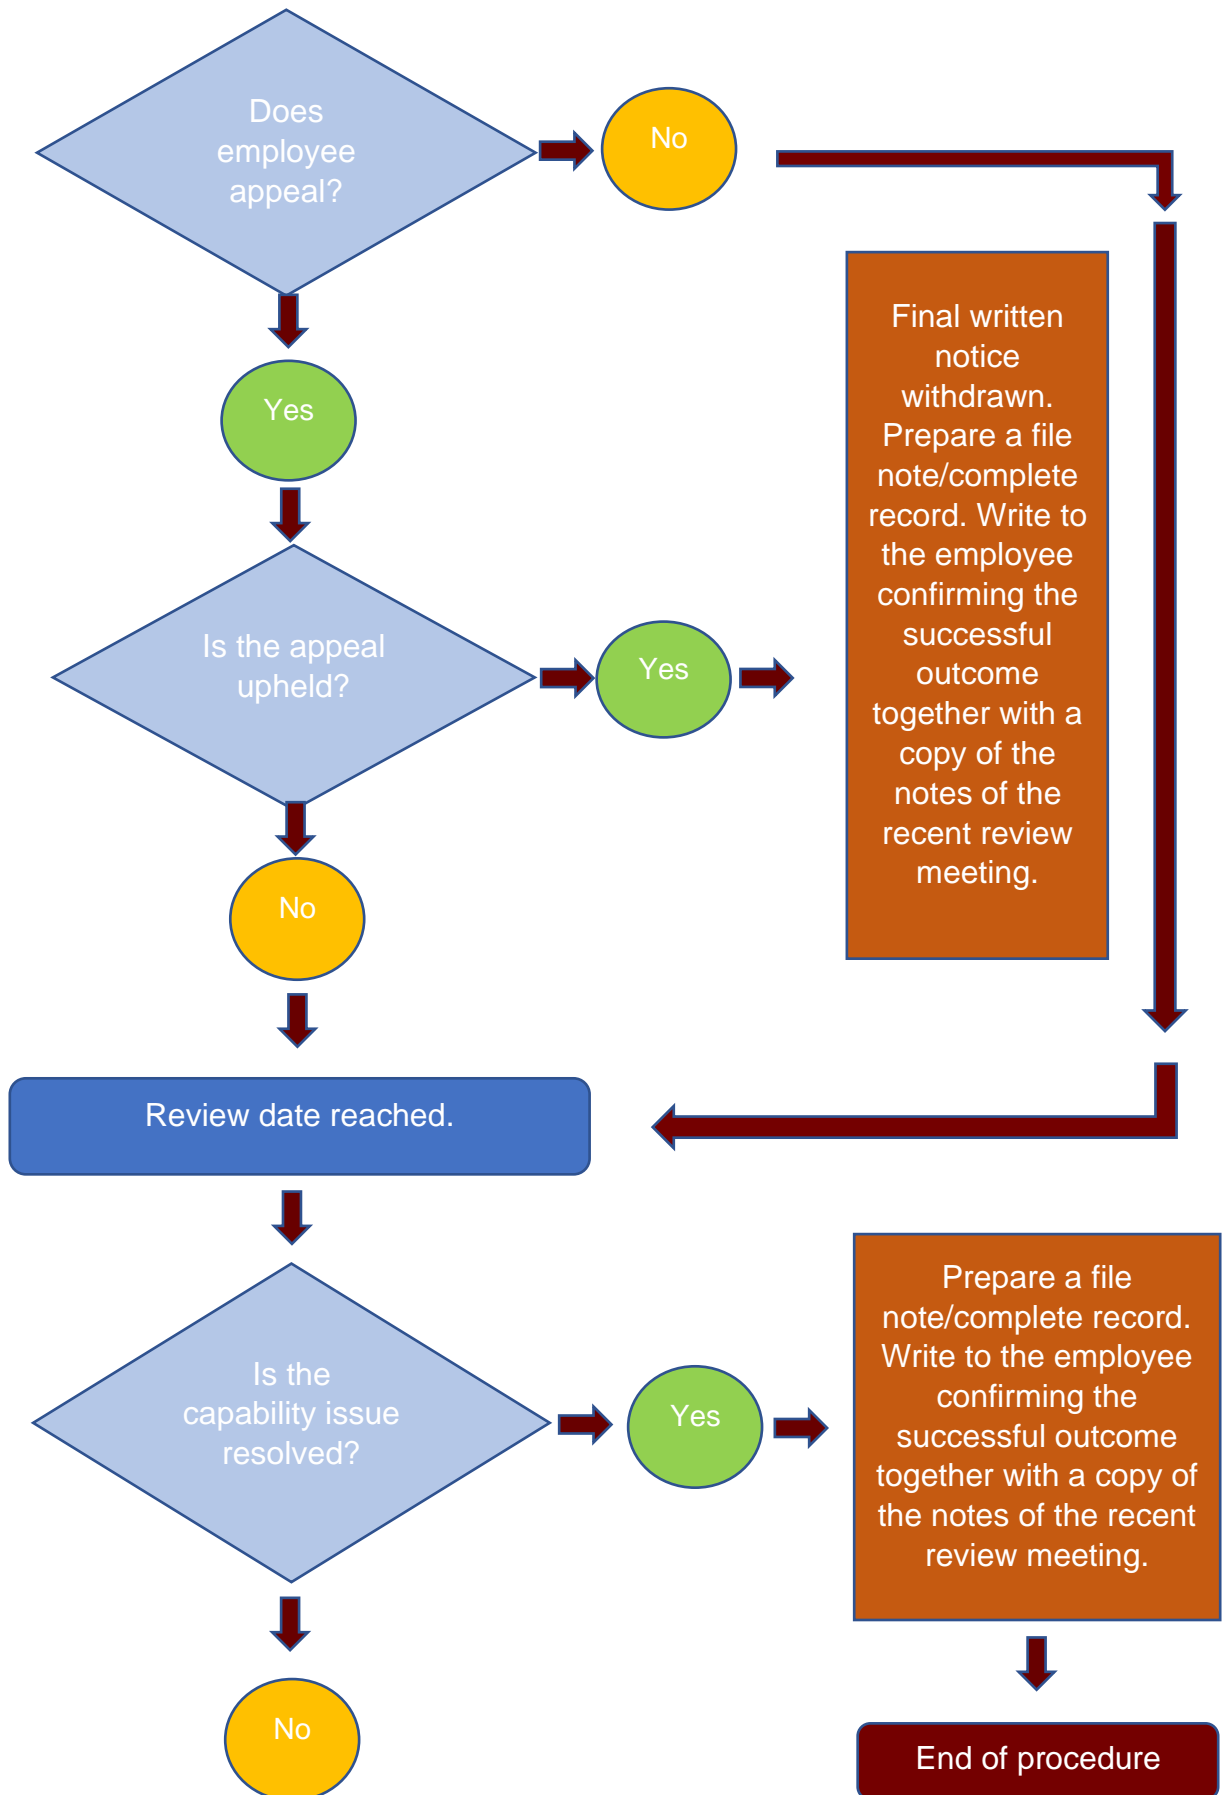 Does
employee
appeal?
No
Yes
Final written
notice
withdrawn.
Prepare a file
note/complete
record. Write to
the employee
confirming the
successful
outcome
together with a
copy of the
notes of the
recent review
meeting.
Is the appeal
upheld?
Yes
No
Review date reached.
Is the
capability issue
resolved?
Yes
Prepare a file
note/complete record.
Write to the employee
confirming the
successful outcome
together with a copy of
the notes of the recent
review meeting.
No
End of procedure